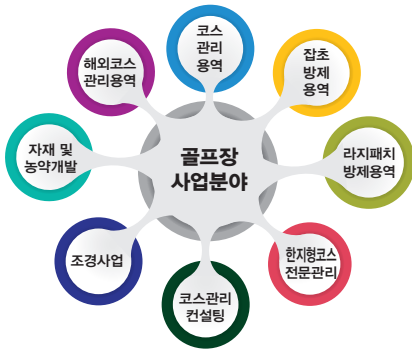 골프장
사업분야
코스
관리
용역
잡초
방제
용역
라지패치
방제용역
한지형코스
전문관리
코스관리
컨설팅
조경사업
자재 및
농약개발
해외코스
관리용역